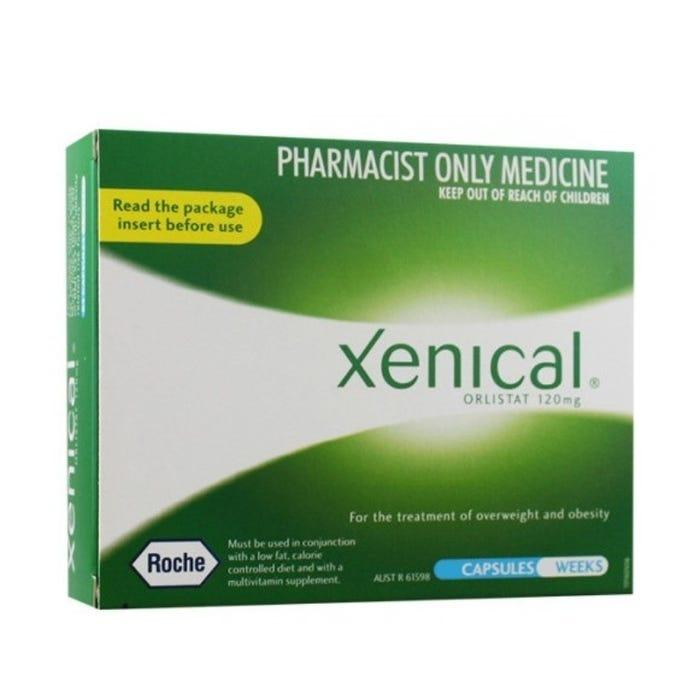 PHARMACIST ONLY MEDICINE
KEEP OUT OF REACH OF CHILDREN
Read the package
insert before use
xenical®
ORLISTAT 120mg
For the treatment of overweight and obesity
Roche
Must be used in conjunction
with a low fat, calorie
controlled diet and with a
multivitamin supplement.
AUST R 61598
CAPSULES WEEKS
xenical
ORLISTAT